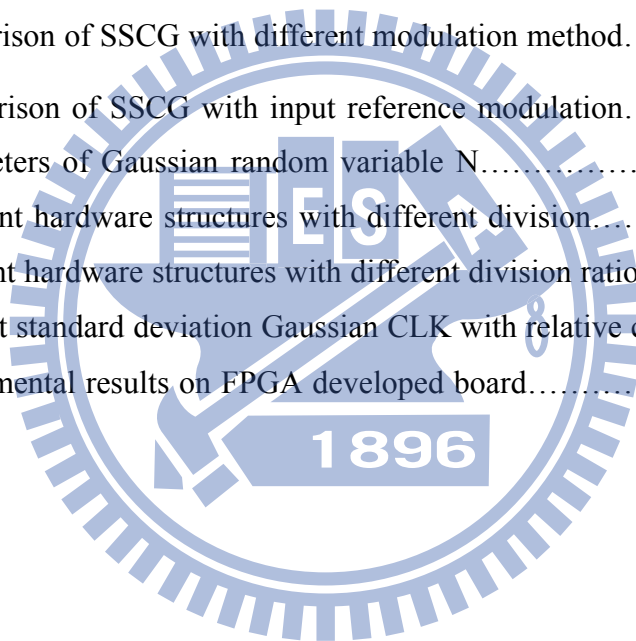 rison of SSCG with different modulation method.
rison of SSCG with input reference modulation.
eters of Gaussian random variable N……………
nt hardware structures with different division….
nt hardware structures with different division ratio
t standard deviation Gaussian CLK with relative
mental results on FPGA developed board……….
E S A
8
1896